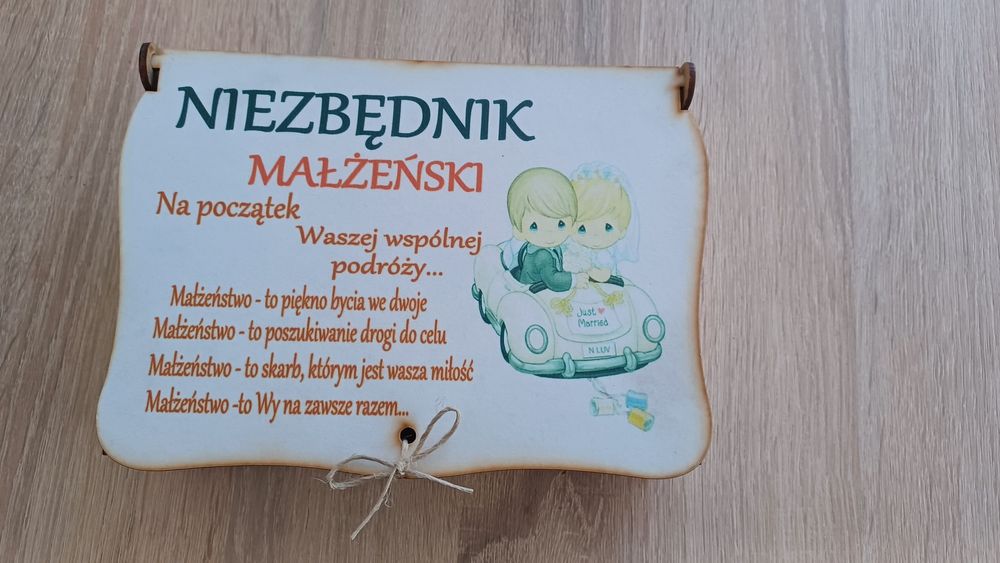 NIEZBĘDNIK
MAŁŻEŃSKI
Na początek
Waszej wspólnej
podróży...
Małżeństwo - to piękno bycia we dwoje
Małżeństwo - to poszukiwanie drogi do celu
Małżeństwo - to skarb, którym jest wasza miłość
Małżeństwo -to Wy na zawsze razem...
Just
Married
N LUV